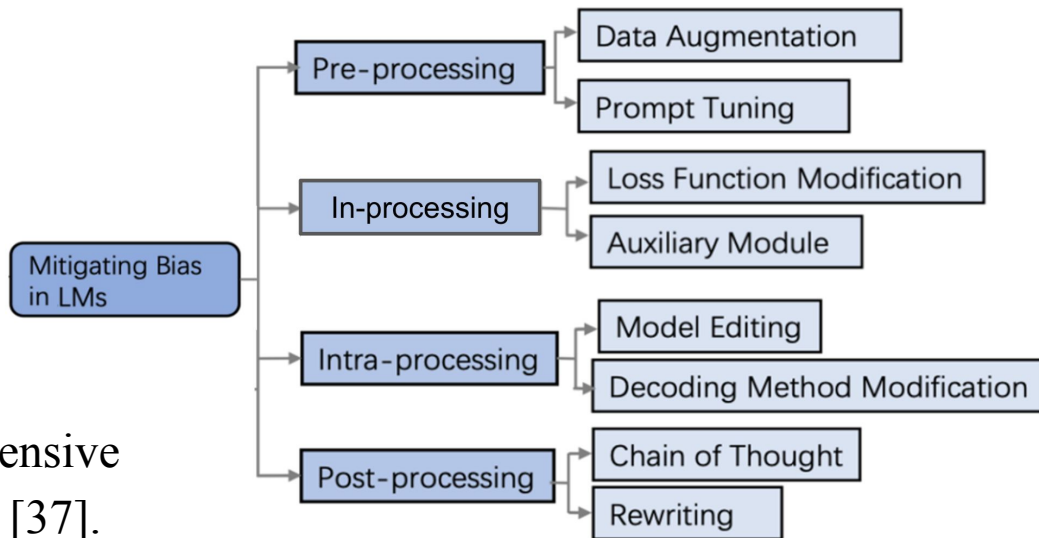 Mitigating Bias
in LMs
Pre-processing
Data Augmentation
Prompt Tuning
In-processing
Loss Function Modification
Auxiliary Module
Intra-processing
Model Editing
Decoding Method Modification
Post-processing
Chain of Thought
Rewriting
[37].